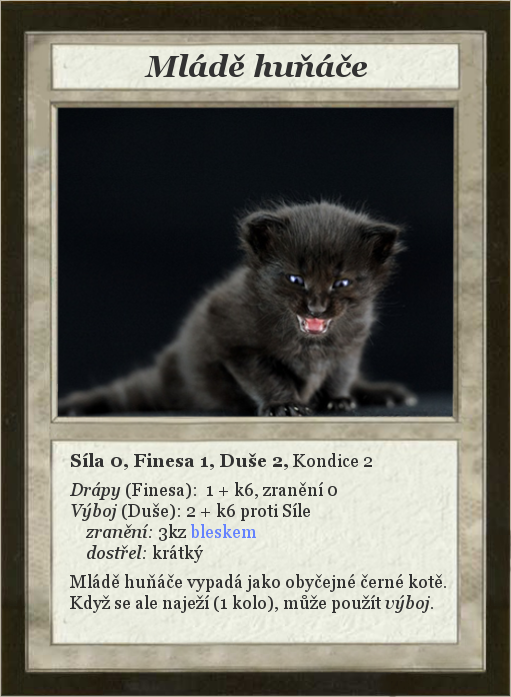 Mládě huňáče
Síla 0, Finesa 1, Duše 2, Kondice 2
Drápy (Finesa): 1 + k6, zranění 0
Výboj (Duše): 2 + k6 proti Síle
zranění: 3kz bleskem
dostřel: krátký
Mládě huňáče vypadá jako obyčejné černé kotě.
Když se ale naježí (1 kolo), může použít výboj.